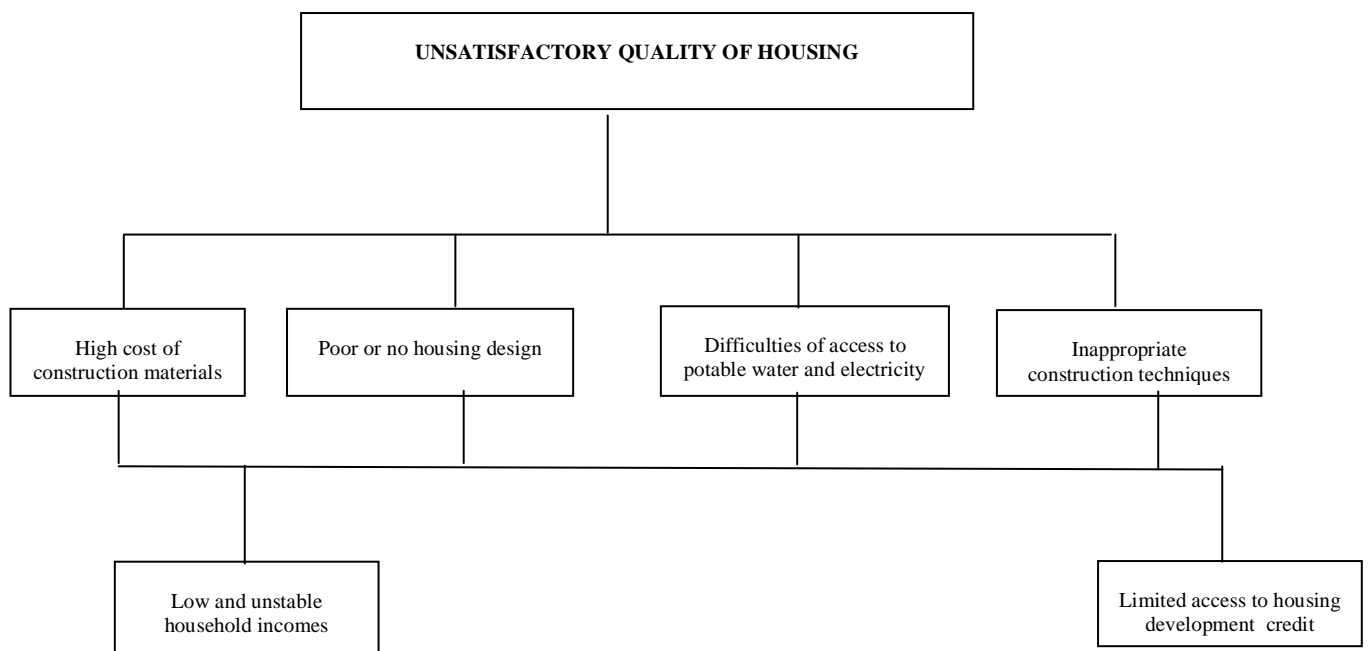 UNSATISFACTORY QUALITY OF HOUSING
High cost of
construction materials
Poor or no housing design
Difficulties of access to
potable water and electricity
Inappropriate
construction techniques
Low and unstable
household incomes
Limited access to housing
development credit